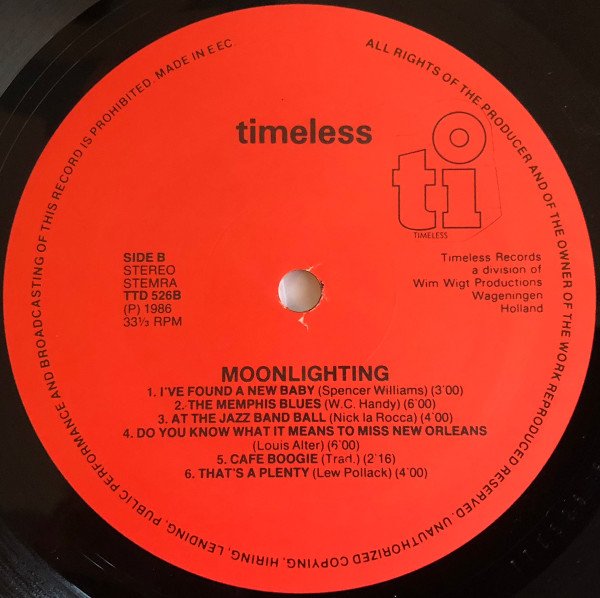 timeless
ti
TIMELESS
SIDE B
STEREO
STEMRA
TTD 526B
(P) 1986
33⅓ RPM
Timeless Records
a division of
Wim Wigt Productions
Wageningen
Holland
MOONLIGHTING
1. I'VE FOUND A NEW BABY (Spencer Williams) (3'00)
2. THE MEMPHIS BLUES (W.C. Handy) (6'00)
3. AT THE JAZZ BAND BALL (Nick la Rocca) (4'00)
4. DO YOU KNOW WHAT IT MEANS TO MISS NEW ORLEANS
(Louis Alter) (6'00)
5. CAFE BOOGIE (Trad.) (2'16)
6. THAT'S A PLENTY (Lew Pollack) (4'00)
ALL RIGHTS OF THE PRODUCER AND OF THE OWNER OF THE WORK REPRODUCED RESERVED. UNAUTHORIZED COPYING, HIRING, LENDING, PUBLIC PERFORMANCE AND BROADCASTING OF THIS RECORD IS PROHIBITED. MADE IN EEC.